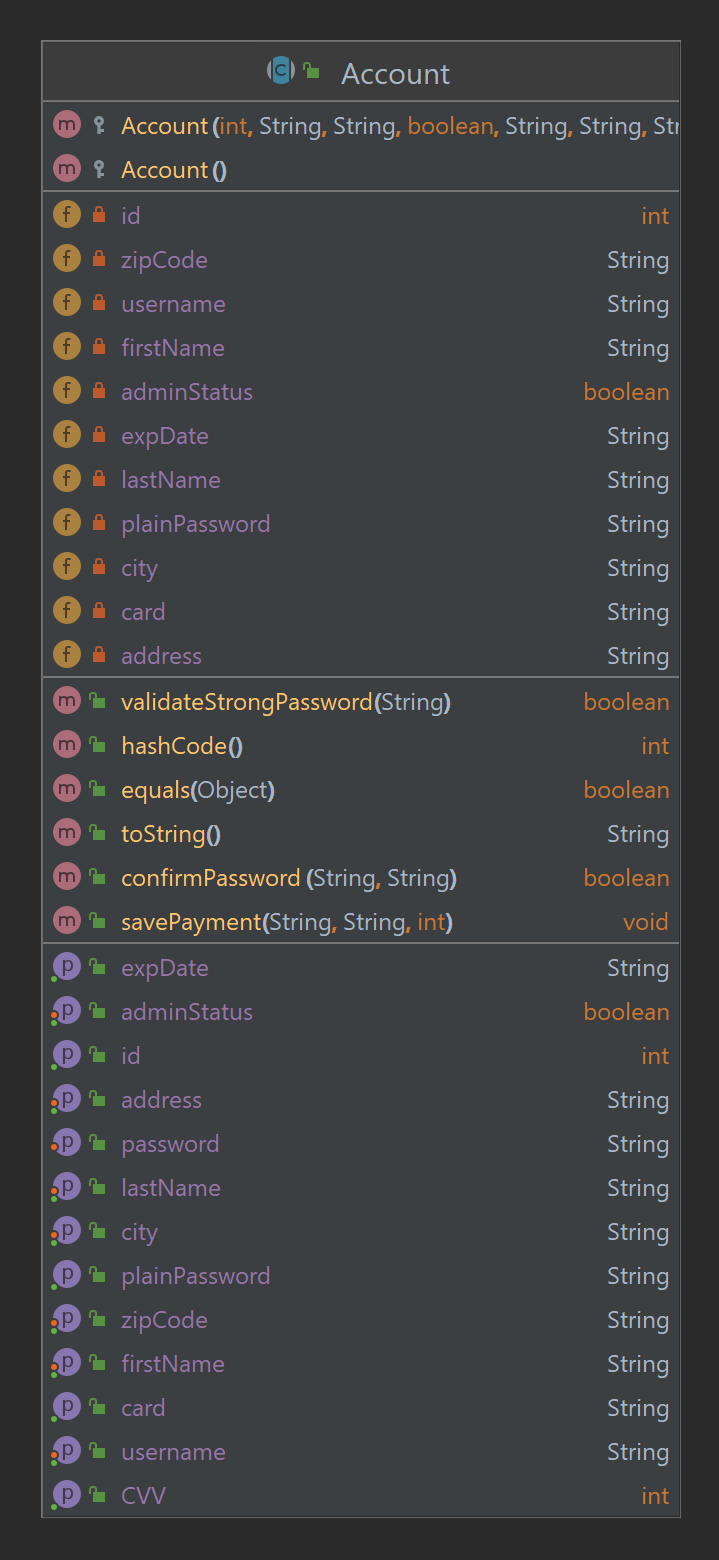 Account
Account(int, String, String, boolean, String, String, Str
Account()
id int
zipCode String
username String
firstName String
adminStatus boolean
expDate String
lastName String
plainPassword String
city String
card String
address String
validateStrongPassword(String) boolean
hashCode() int
equals(Object) boolean
toString() String
confirmPassword(String, String) boolean
savePayment(String, String, int) void
expDate String
adminStatus boolean
id int
address String
password String
lastName String
city String
plainPassword String
zipCode String
firstName String
card String
username String
CVV int